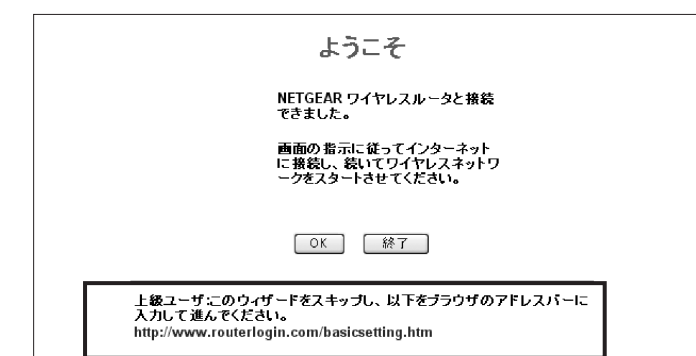 ようこそ
NETGEAR ワイヤレスルータと接続
できました。
画面の指示に従ってインターネット
に接続し、続いてワイヤレスネットワ
ークをスタートさせてください。
OK 終了
上級ユーザ:このウィザードをスキップし、以下をブラウザのアドレスバーに
入力して進んでください。
http://www.routerlogin.com/basicsetting.htm